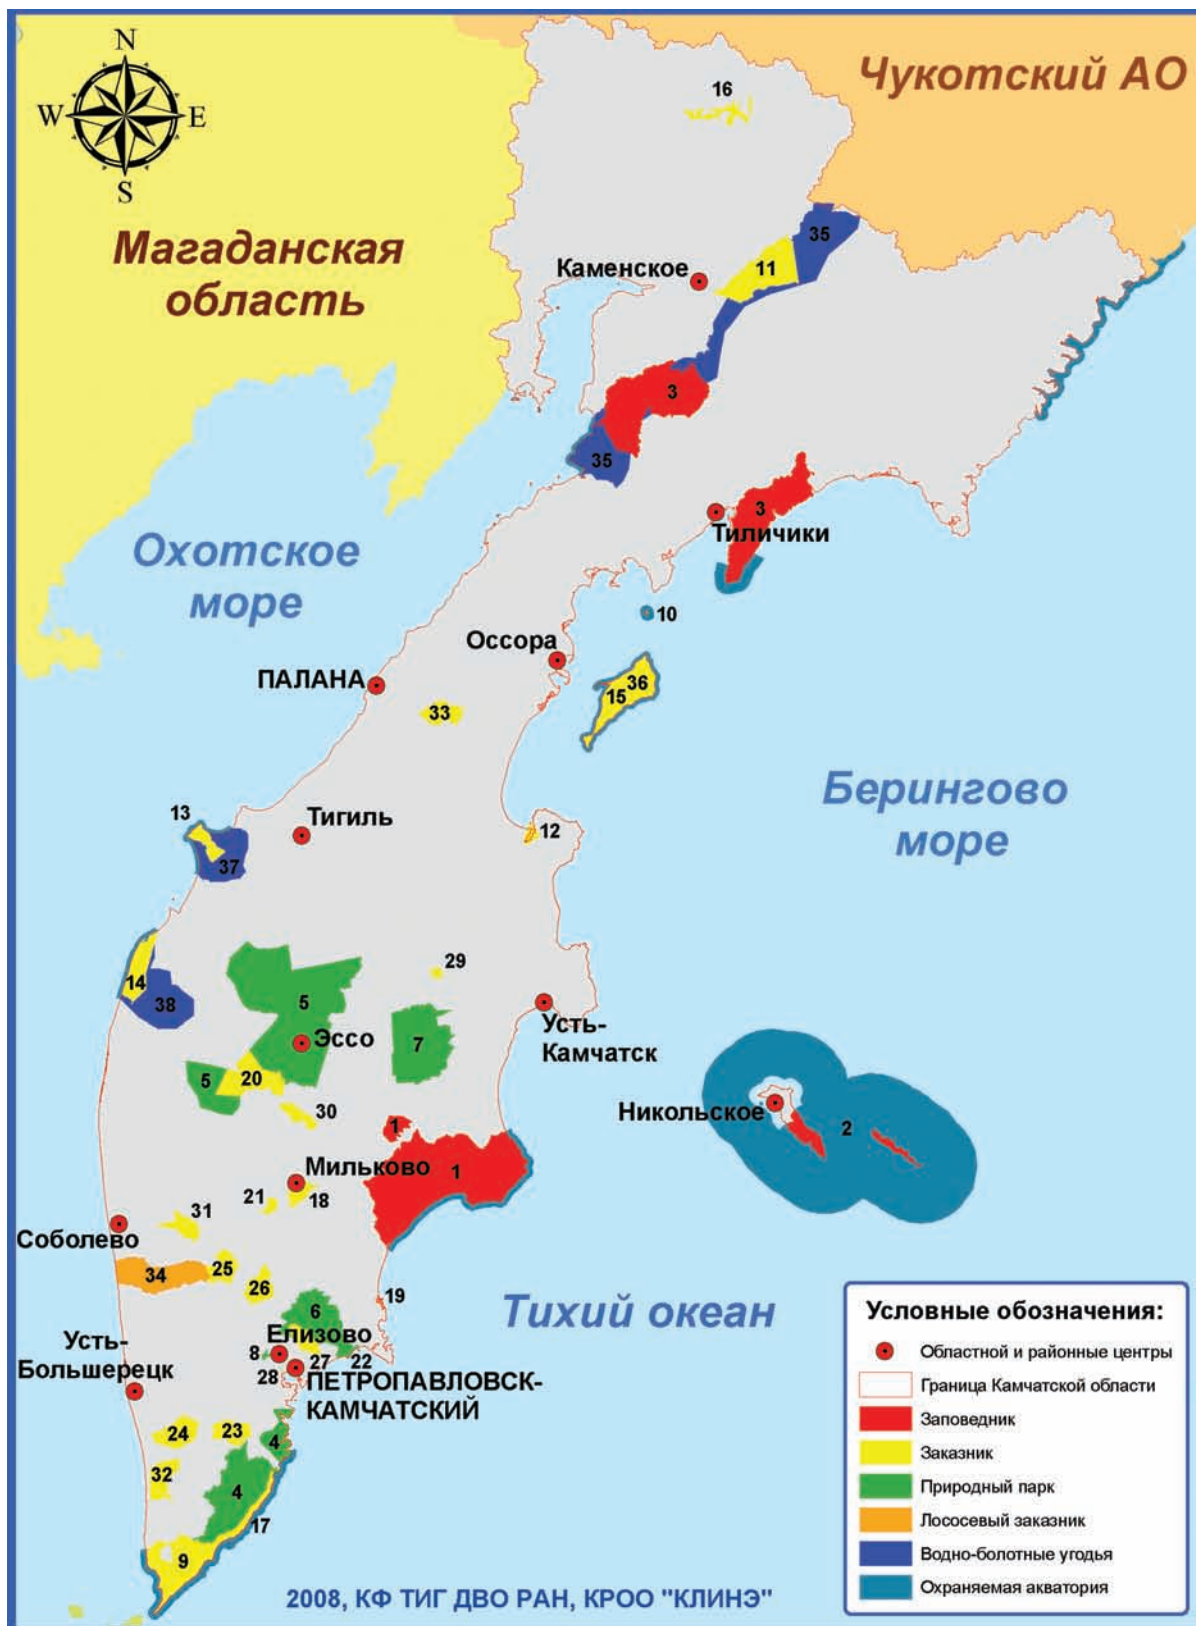 N
W
E
S
Чукотский АО
16
Магаданская
область
35
11
Каменское
3
35
3
Тиличики
Охотское
море
10
Оссора
ПАЛАНА
36
15
33
Берингово
море
13
Тигиль
12
37
14
38
29
5
Эссо
7
Усть-
Камчатск
5
20
30
Никольское
2
1
Мильково
1
21
18
31
Соболево
34
25
26
19
6
Тихий океан
Елизово
8
27
22
28
Усть-
Большерецк
ПЕТРОПАВЛОВСК-
КАМЧАТСКИЙ
24
23
4
32
4
17
9
Условные обозначения:
Областной и районные центры
Граница Камчатской области
Заповедник
Заказник
Природный парк
Лососевый заказник
Водно-болотные угодья
Охраняемая акватория
2008, КФ ТИГ ДВО РАН, КРОО "КЛИНЭ"